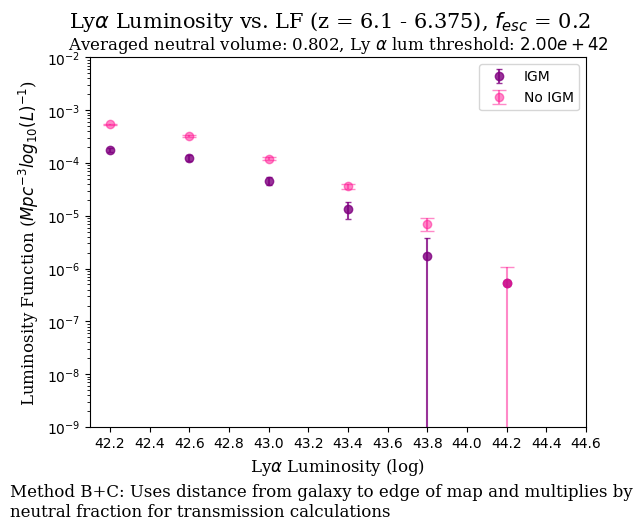 Lyα Luminosity vs. LF (z = 6.1 - 6.375), f_esc = 0.2
Averaged neutral volume: 0.802, Ly α lum threshold: 2.00e + 42
IGM
No IGM
10⁻²
10⁻³
10⁻⁴
10⁻⁵
10⁻⁶
10⁻⁷
10⁻⁸
10⁻⁹
Luminosity Function (Mpc⁻³log₁₀(L)⁻¹)
42.2 42.4 42.6 42.8 43.0 43.2 43.4 43.6 43.8 44.0 44.2 44.4 44.6
Lyα Luminosity (log)
Method B+C: Uses distance from galaxy to edge of map and multiplies by
neutral fraction for transmission calculations